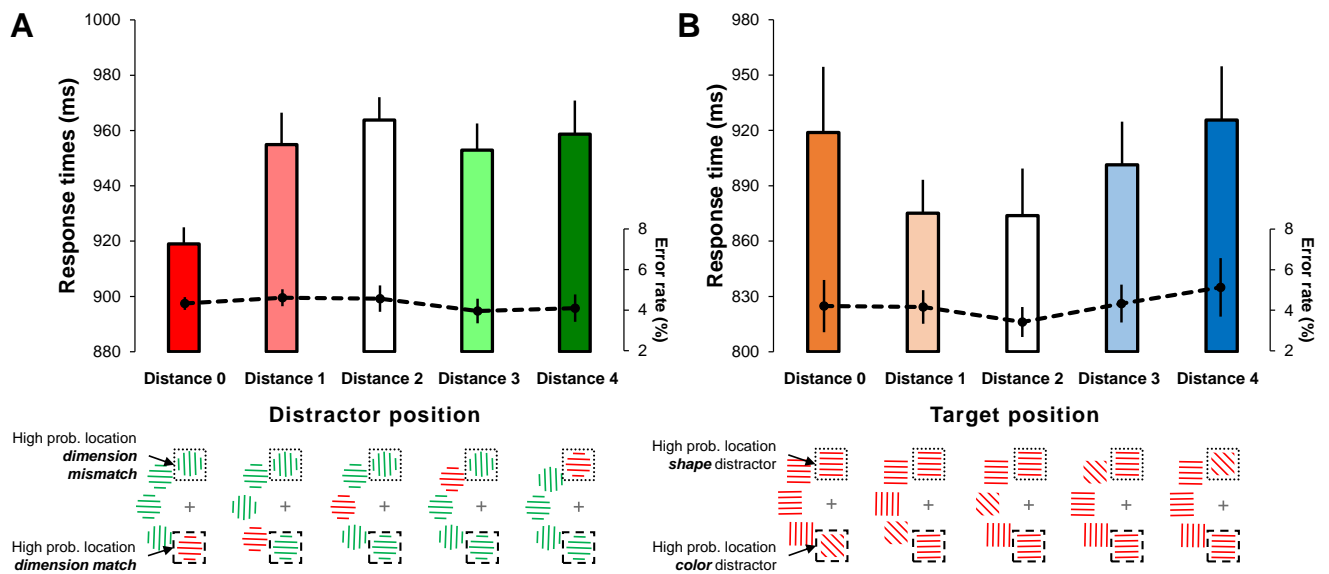 A
Response times (ms)
1000
980
960
940
920
900
880
8
6
4
2
Error rate (%)
Distance 0 Distance 1 Distance 2 Distance 3 Distance 4
Distractor position
High prob. location
dimension
mismatch
High prob. location
dimension match
B
Response time (ms)
980
950
920
890
860
830
800
8
6
4
2
Error rate (%)
Distance 0 Distance 1 Distance 2 Distance 3 Distance 4
Target position
High prob. location
shape distractor
High prob. location
color distractor